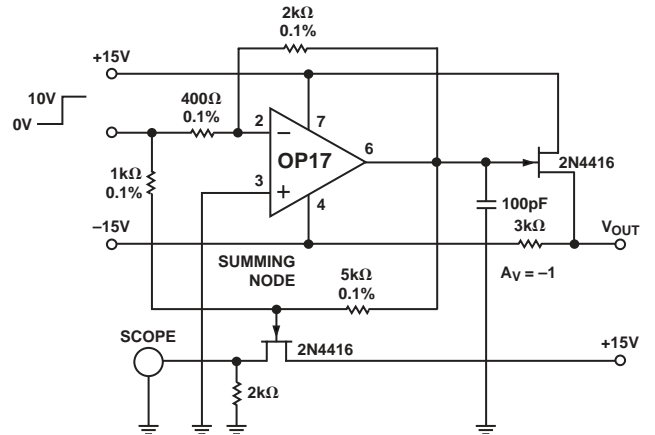 2kΩ
0.1%
+15V
10V
0V
400Ω
0.1%
2
−
7
OP17
6
2N4416
1kΩ
0.1%
3
+
4
100pF
3kΩ
VOUT
−15V
SUMMING
NODE
5kΩ
0.1%
AV = −1
SCOPE
2N4416
+15V
2kΩ